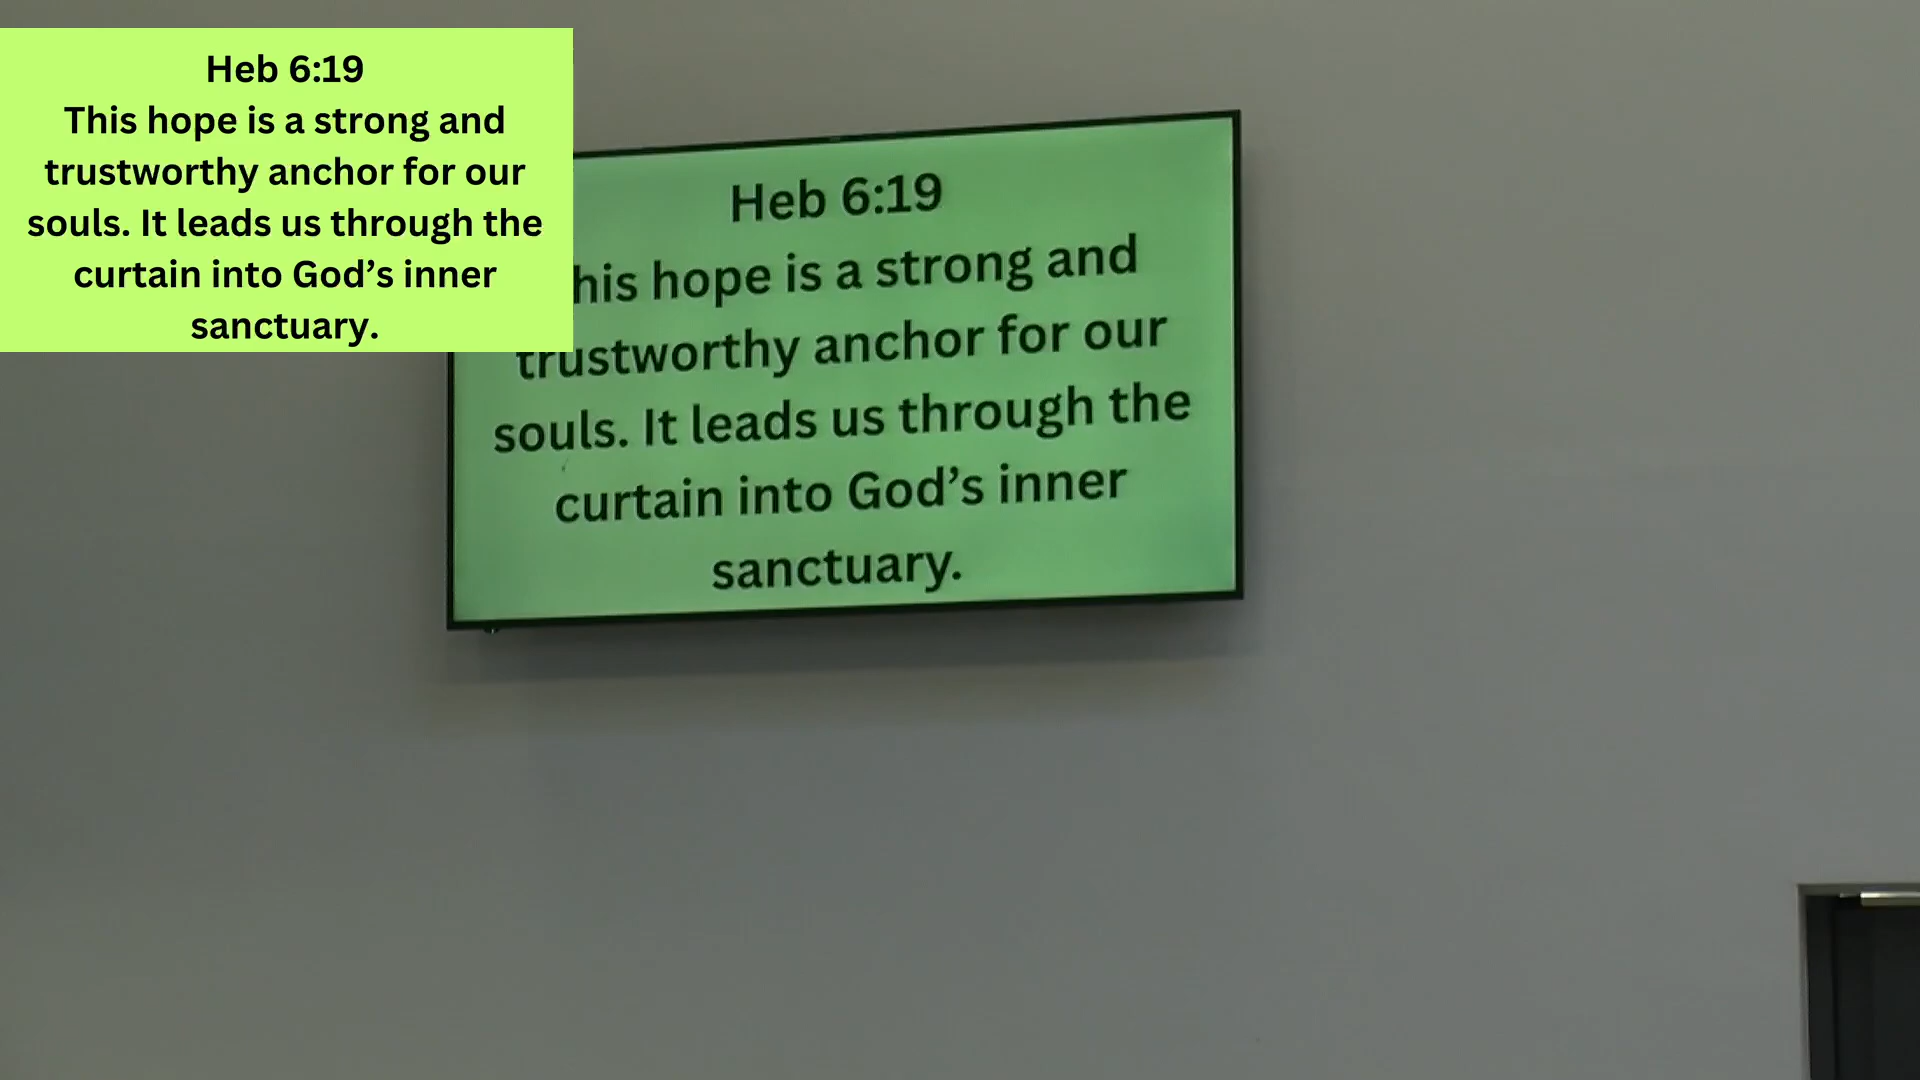 Heb 6:19
This hope is a strong and
trustworthy anchor for our
souls. It leads us through the
curtain into God’s inner
sanctuary.
Heb 6:19
his hope is a strong and
trustworthy anchor for our
souls. It leads us through the
curtain into God’s inner
sanctuary.